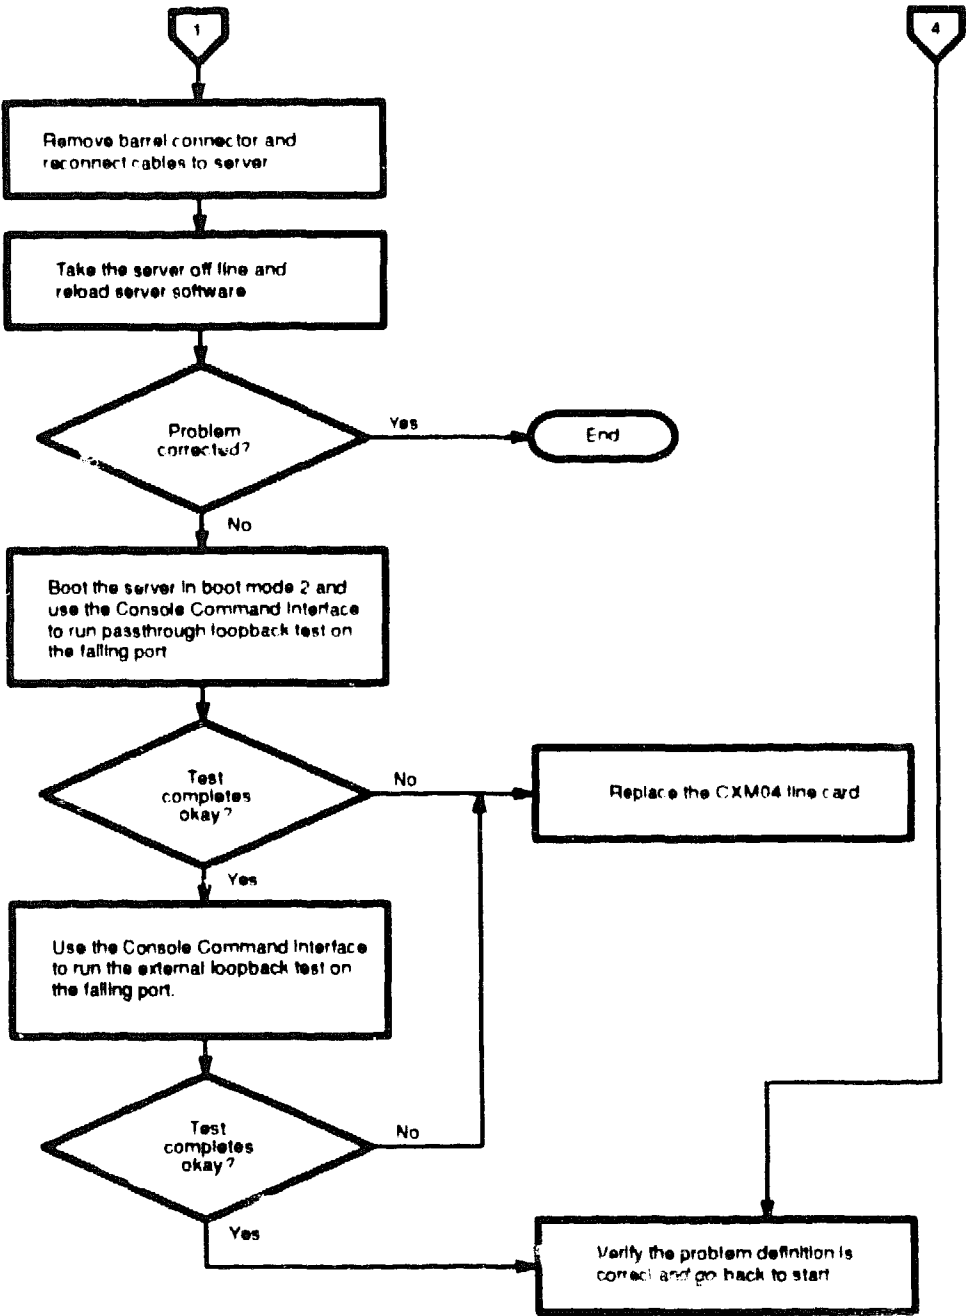 1
4
Remove barrel connector and
reconnect cables to server
Take the server off line and
reload server software
Problem
corrected?
Yes
End
No
Boot the server in boot mode 2 and
use the Console Command Interface
to run passthrough loopback test on
the failing port
Test
completes
okay?
No
Replace the CXM04 line card
Yes
Use the Console Command Interface
to run the external loopback test on
the failing port.
Test
completes
okay?
No
Yes
Verify the problem definition is
correct and go back to start